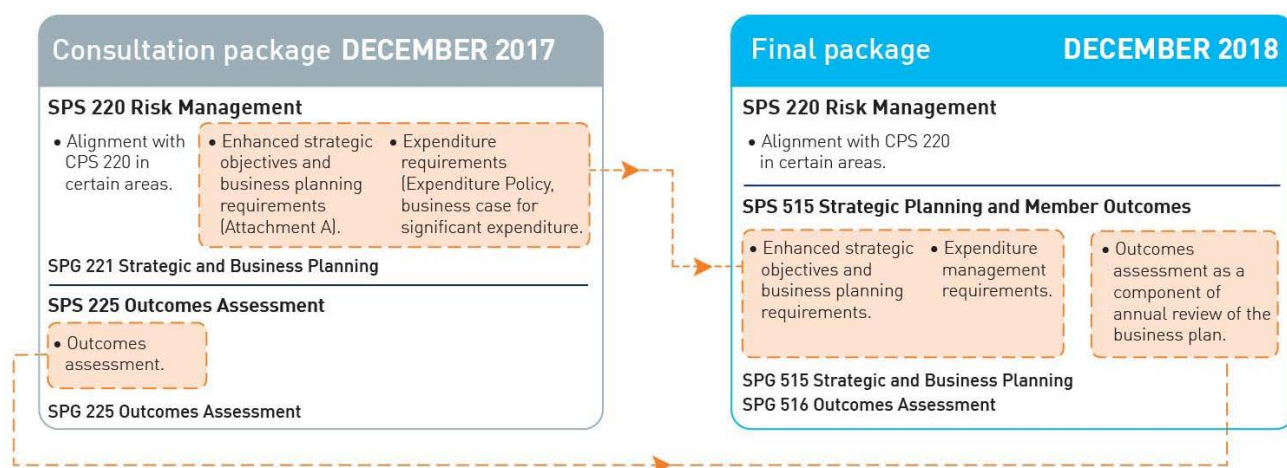 Consultation package DECEMBER 2017
SPS 220 Risk Management
• Alignment with
CPS 220 in
certain areas.
• Enhanced strategic
objectives and
business planning
requirements
(Attachment A).
• Expenditure
requirements
(Expenditure Policy,
business case for
significant expenditure.
SPG 221 Strategic and Business Planning
SPS 225 Outcomes Assessment
• Outcomes
assessment.
SPG 225 Outcomes Assessment
Final package DECEMBER 2018
SPS 220 Risk Management
• Alignment with CPS 220
in certain areas.
SPS 515 Strategic Planning and Member Outcomes
• Enhanced strategic
objectives and
business planning
requirements.
• Expenditure
management
requirements.
• Outcomes
assessment as a
component of
annual review of the
business plan.
SPG 515 Strategic and Business Planning
SPG 516 Outcomes Assessment